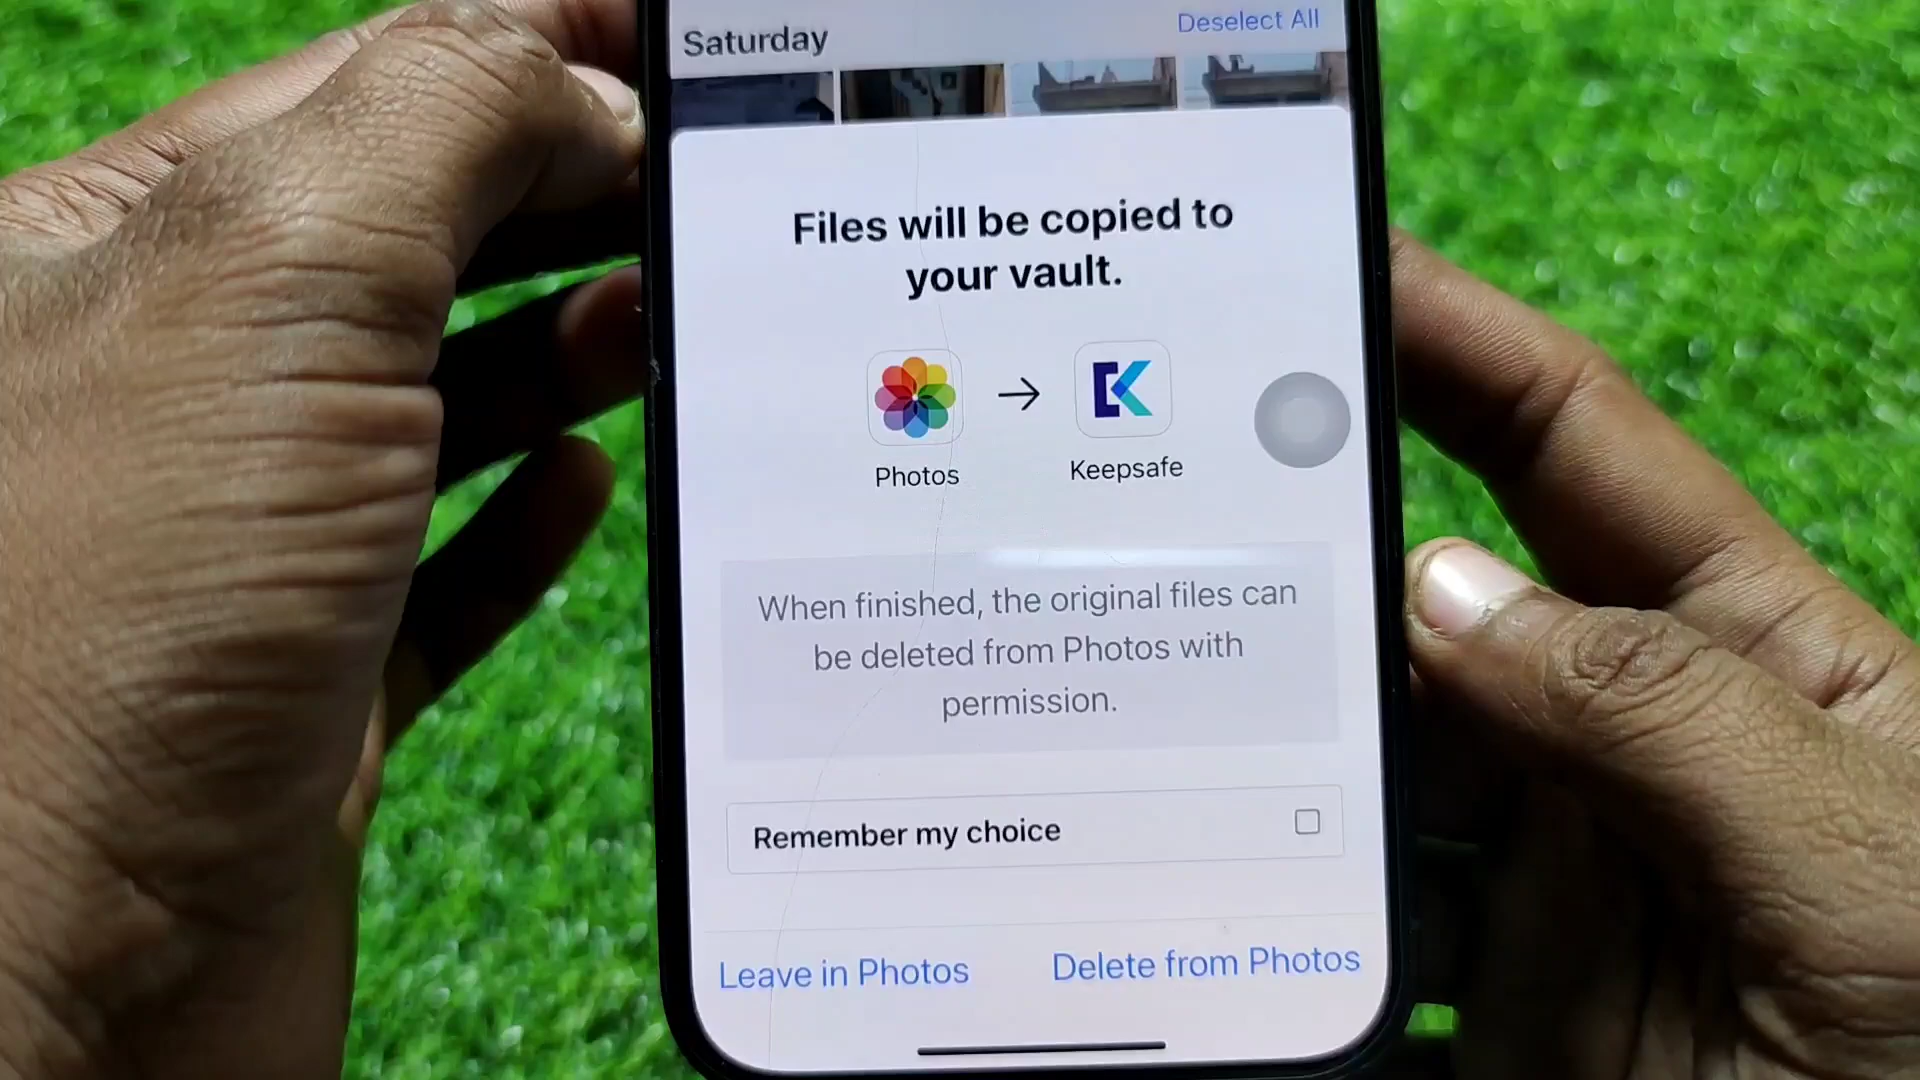 Saturday
Deselect All
Files will be copied to
your vault.
Photos
Keepsafe
When finished, the original files can
be deleted from Photos with
permission.
Remember my choice
Leave in Photos
Delete from Photos